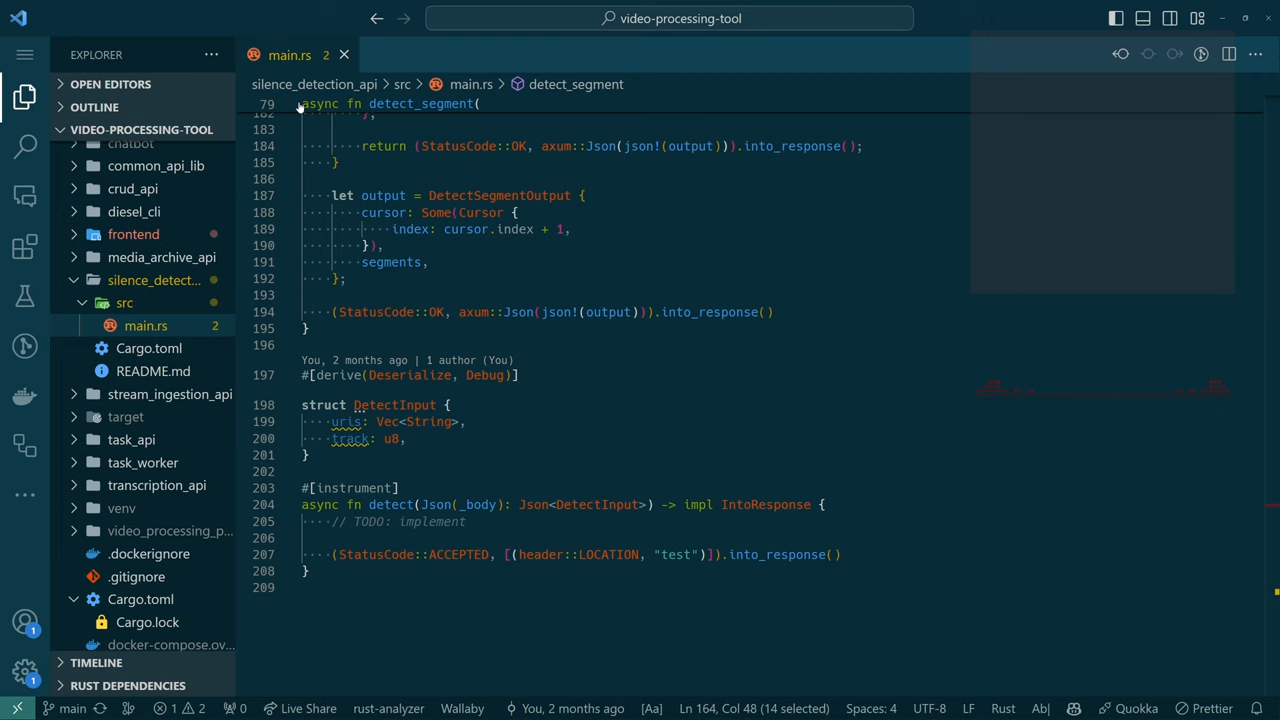 video-processing-tool
EXPLORER
main.rs 2
OPEN EDITORS
silence_detection_api > src > main.rs > detect_segment
OUTLINE
79 async fn detect_segment(
VIDEO-PROCESSING-TOOL
182 },
183
chatbot
184 return (StatusCode::OK, axum::Json(json!(output))).into_response();
common_api_lib
185 }
186
crud_api
187 let output = DetectSegmentOutput {
diesel_cli
188 cursor: Some(Cursor {
frontend
189 index: cursor.index + 1,
190 }),
media_archive_api
191 segments,
silence_detect...
192 };
193
src
194 (StatusCode::OK, axum::Json(json!(output))).into_response()
main.rs 2
195 }
196
Cargo.toml
You, 2 months ago | 1 author (You)
README.md
197 #[derive(Deserialize, Debug)]
stream_ingestion_api
198 struct DetectInput {
target
199 uris: Vec<String>,
task_api
200 track: u8,
201 }
task_worker
202
transcription_api
203 #[instrument]
204 async fn detect(Json(_body): Json<DetectInput>) -> impl IntoResponse {
venv
205 // TODO: implement
video_processing_p...
206
.dockerignore
207 (StatusCode::ACCEPTED, [(header::LOCATION, "test")]).into_response()
.gitignore
208 }
209
Cargo.toml
Cargo.lock
docker-compose.ov...
TIMELINE
RUST DEPENDENCIES
1
1
main 1 2 0 Live Share rust-analyzer Wallaby You, 2 months ago [Aa] Ln 164, Col 48 (14 selected) Spaces: 4 UTF-8 LF Rust Ab| Quokka Prettier